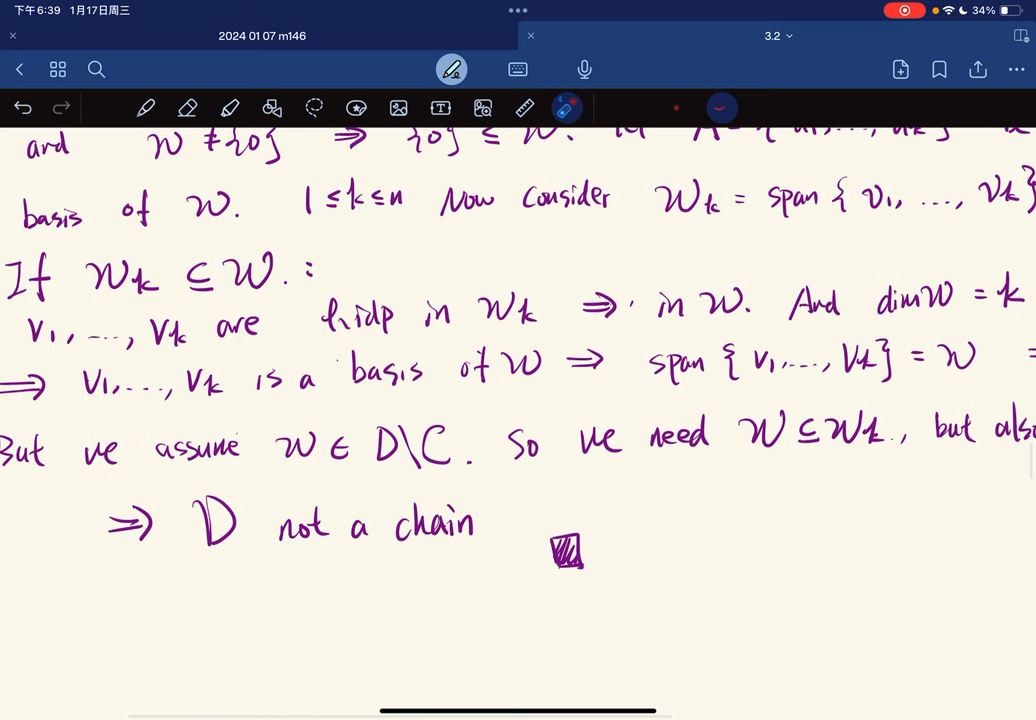 下午6:39 1月17日周三
34%
2024 01 07 m146
3.2
and W ≠ {0} ⇒ {0} ≤ W.
basis of W. 1 ≤ k ≤ n Now consider Wk = span { v1, ..., vk }
If Wk ⊆ W. :
v1, ..., vk are lindp in Wk ⇒ in W. And dim W = k
⇒ v1, ..., vk is a basis of W ⇒ span { v1, ..., vk } = W =
But we assume W ∈ D\C. So we need W ⊆ Wk, but also
⇒ D not a chain